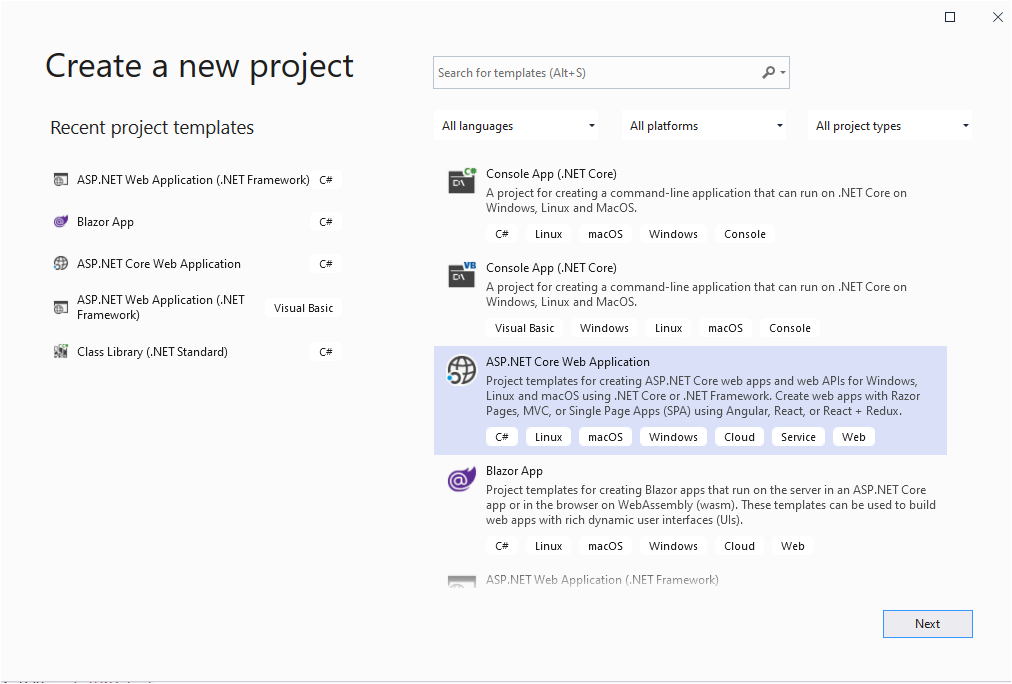 Create a new project
Search for templates (Alt+S)
Recent project templates
All languages
All platforms
All project types
ASP.NET Web Application (.NET Framework)
C#
Blazor App
C#
ASP.NET Core Web Application
C#
ASP.NET Web Application (.NET
Framework)
Visual Basic
Class Library (.NET Standard)
C#
C#
Console App (.NET Core)
A project for creating a command-line application that can run on .NET Core on
Windows, Linux and MacOS.
C# Linux macOS Windows Console
VB
Console App (.NET Core)
A project for creating a command-line application that can run on .NET Core on
Windows, Linux and MacOS.
Visual Basic Windows Linux macOS Console
ASP.NET Core Web Application
Project templates for creating ASP.NET Core web apps and web APIs for Windows,
Linux and macOS using .NET Core or .NET Framework. Create web apps with Razor
Pages, MVC, or Single Page Apps (SPA) using Angular, React, or React + Redux.
C# Linux macOS Windows Cloud Service Web
Blazor App
Project templates for creating Blazor apps that run on the server in an ASP.NET Core
app or in the browser on WebAssembly (wasm). These templates can be used to build
web apps with rich dynamic user interfaces (UIs).
C# Linux macOS Windows Cloud Web
ASP.NET Web Application (.NET Framework)
Next